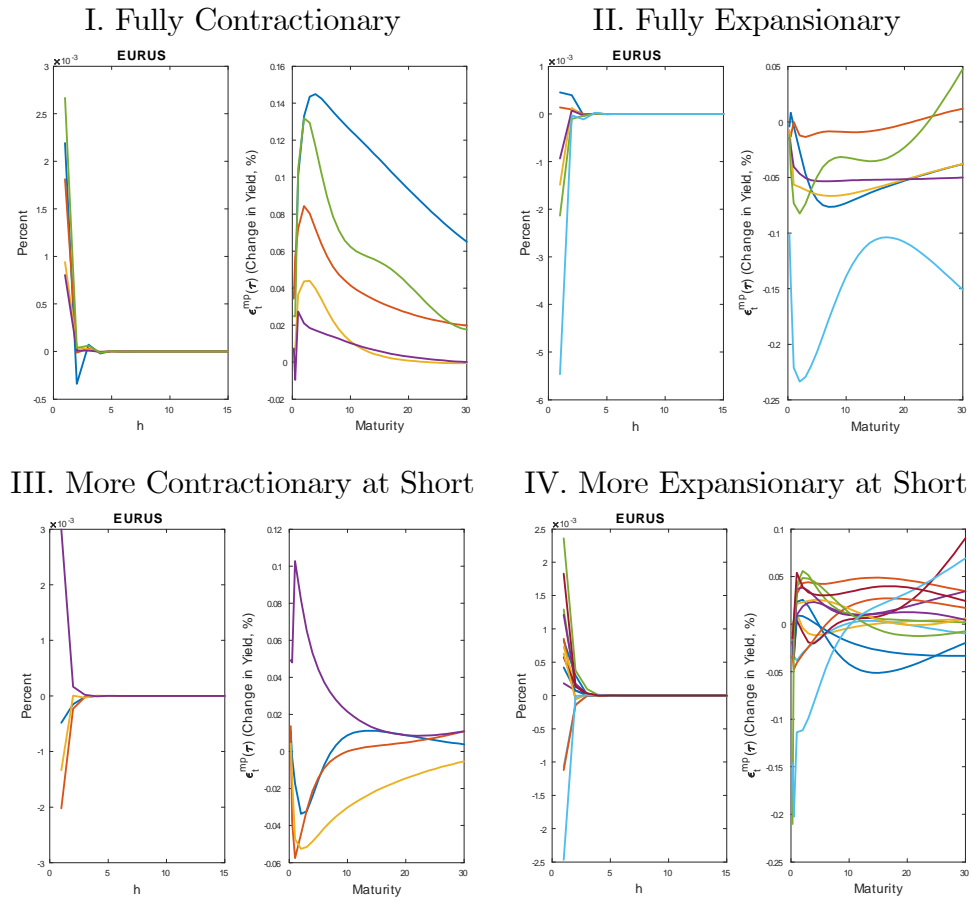 I. Fully Contractionary
II. Fully Expansionary
×10⁻³ EURUS
3
2.5
2
1.5
1
0.5
0
-0.5
Percent
0 5 10 15
h
0.16
0.14
0.12
0.1
0.08
0.06
0.04
0.02
0
-0.02
ϵₜᵐᵖ(τ) (Change in Yield, %)
0 10 20 30
Maturity
×10⁻³ EURUS
1
0
-1
-2
-3
-4
-5
-6
Percent
0 5 10 15
h
0.05
0
-0.05
-0.1
-0.15
-0.2
-0.25
ϵₜᵐᵖ(τ) (Change in Yield, %)
0 10 20 30
Maturity
III. More Contractionary at Short
IV. More Expansionary at Short
×10⁻³ EURUS
3
2
1
0
-1
-2
-3
Percent
0 5 10 15
h
0.12
0.1
0.08
0.06
0.04
0.02
0
-0.02
-0.04
-0.06
ϵₜᵐᵖ(τ) (Change in Yield, %)
0 10 20 30
Maturity
×10⁻³ EURUS
2.5
2
1.5
1
0.5
0
-0.5
-1
-1.5
-2
-2.5
Percent
0 5 10 15
h
0.1
0.05
0
-0.05
-0.1
-0.15
-0.2
-0.25
ϵₜᵐᵖ(τ) (Change in Yield, %)
0 10 20 30
Maturity